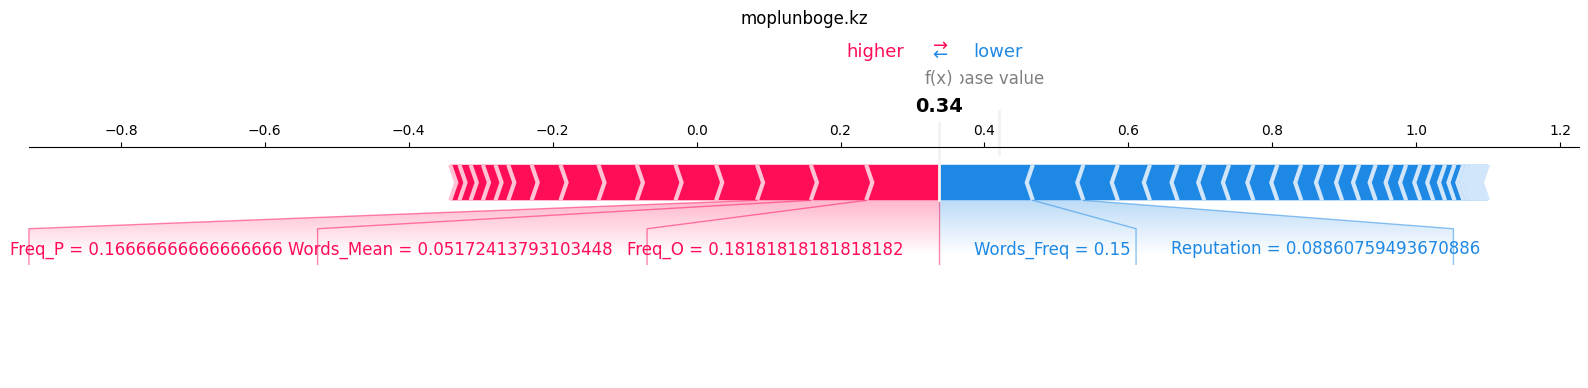 moplunboge.kz
higher ⇄ lower
f(x) base value
0.34
−0.8 −0.6 −0.4 −0.2 0.0 0.2 0.4 0.6 0.8 1.0 1.2
Freq_P = 0.16666666666666666 Words_Mean = 0.05172413793103448 Freq_O = 0.18181818181818182 Words_Freq = 0.15 Reputation = 0.08860759493670886